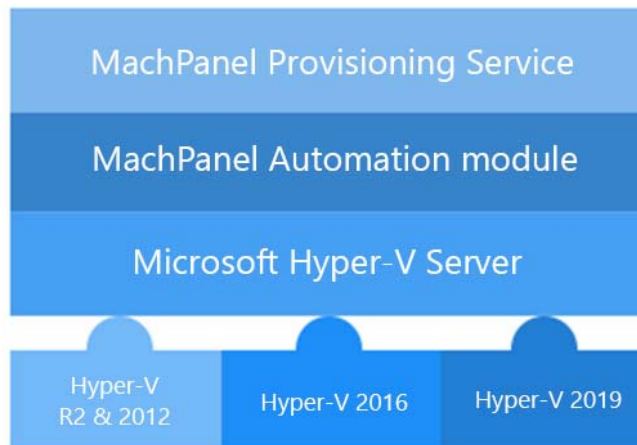 MachPanel Provisioning Service
MachPanel Automation module
Microsoft Hyper-V Server
Hyper-V
R2 & 2012
Hyper-V 2016
Hyper-V 2019